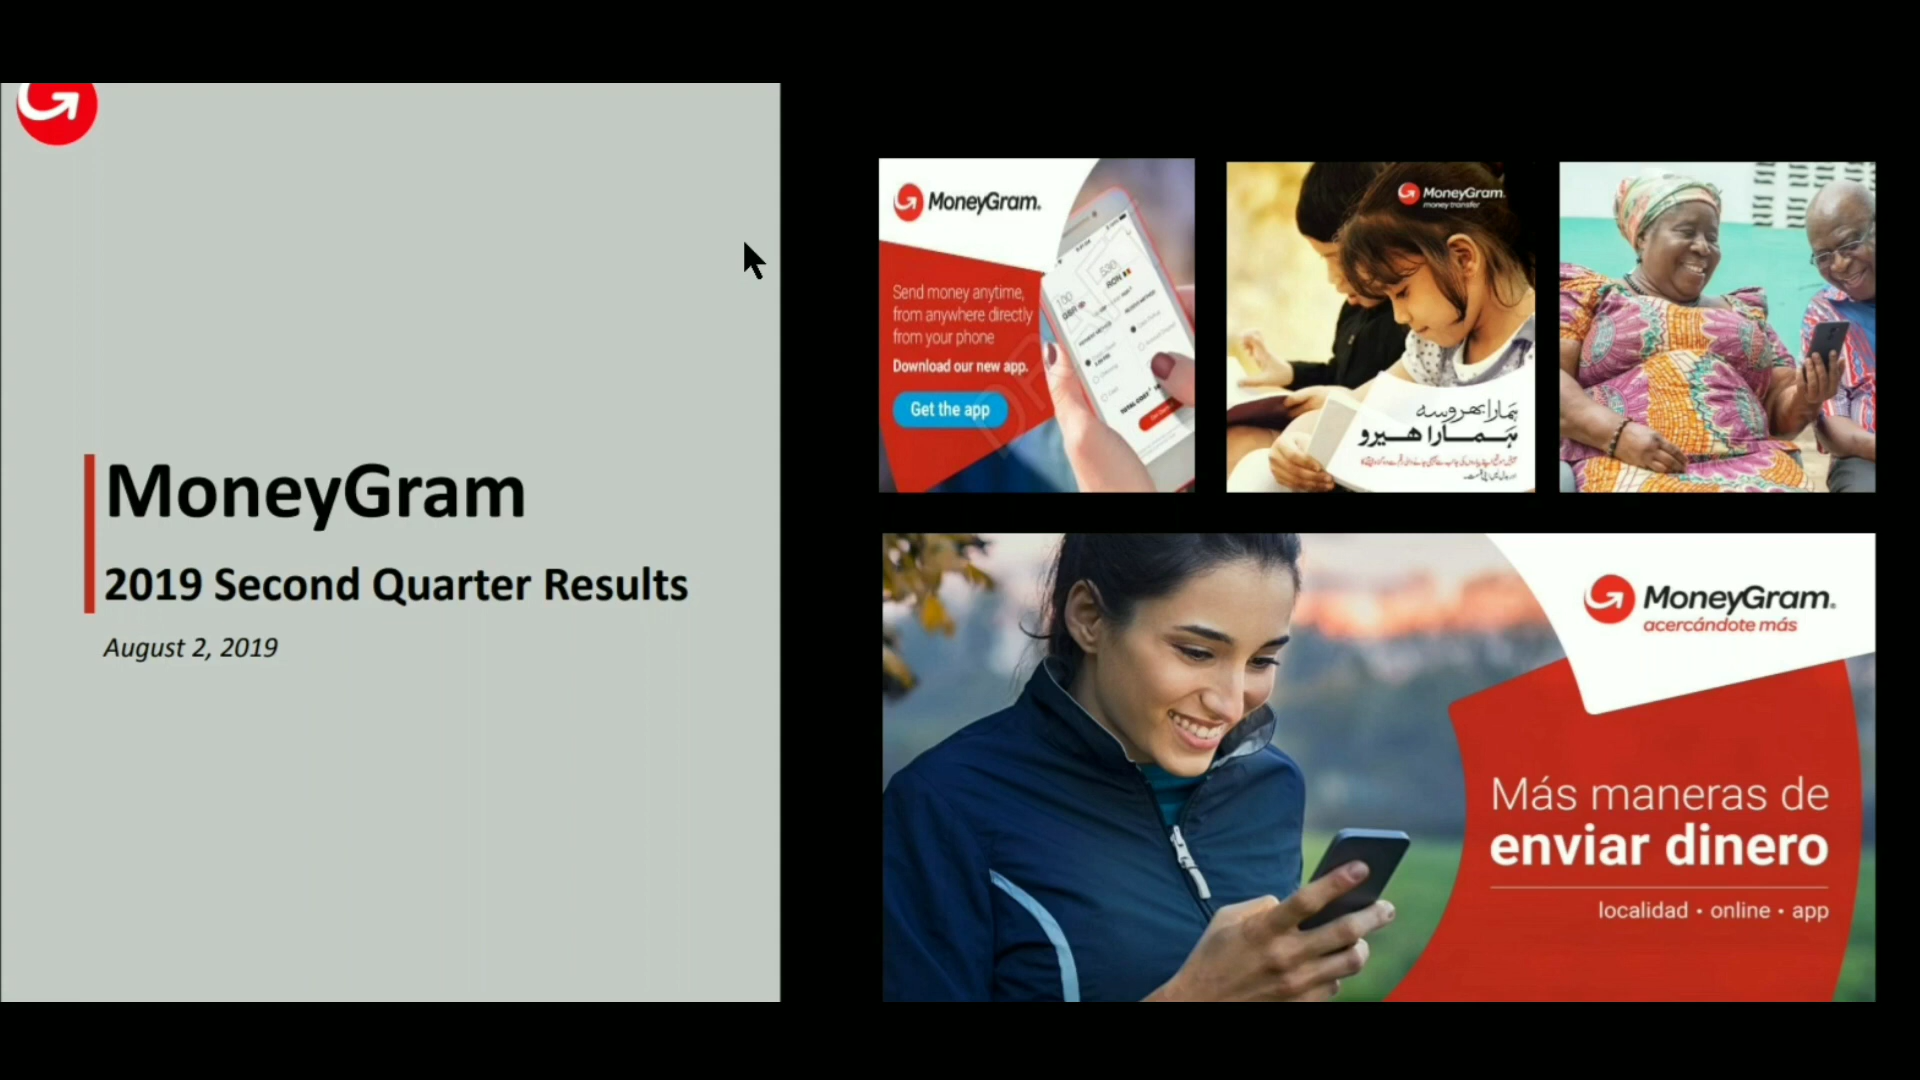 MoneyGram
2019 Second Quarter Results
August 2, 2019
MoneyGram.
Send money anytime,
from anywhere directly
from your phone
Download our new app.
Get the app
MoneyGram.
money transfer
ہمارا بھروسہ
ہمارا ھیرو
MoneyGram.
acercándote más
Más maneras de
enviar dinero
localidad • online • app